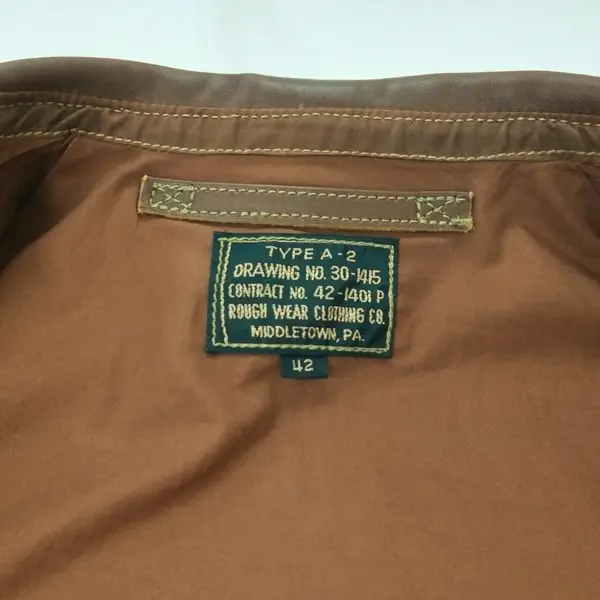 TYPE A-2
DRAWING NO. 30-1415
CONTRACT NO. 42-1401 P
ROUGH WEAR CLOTHING CO.
MIDDLETOWN, PA.
42